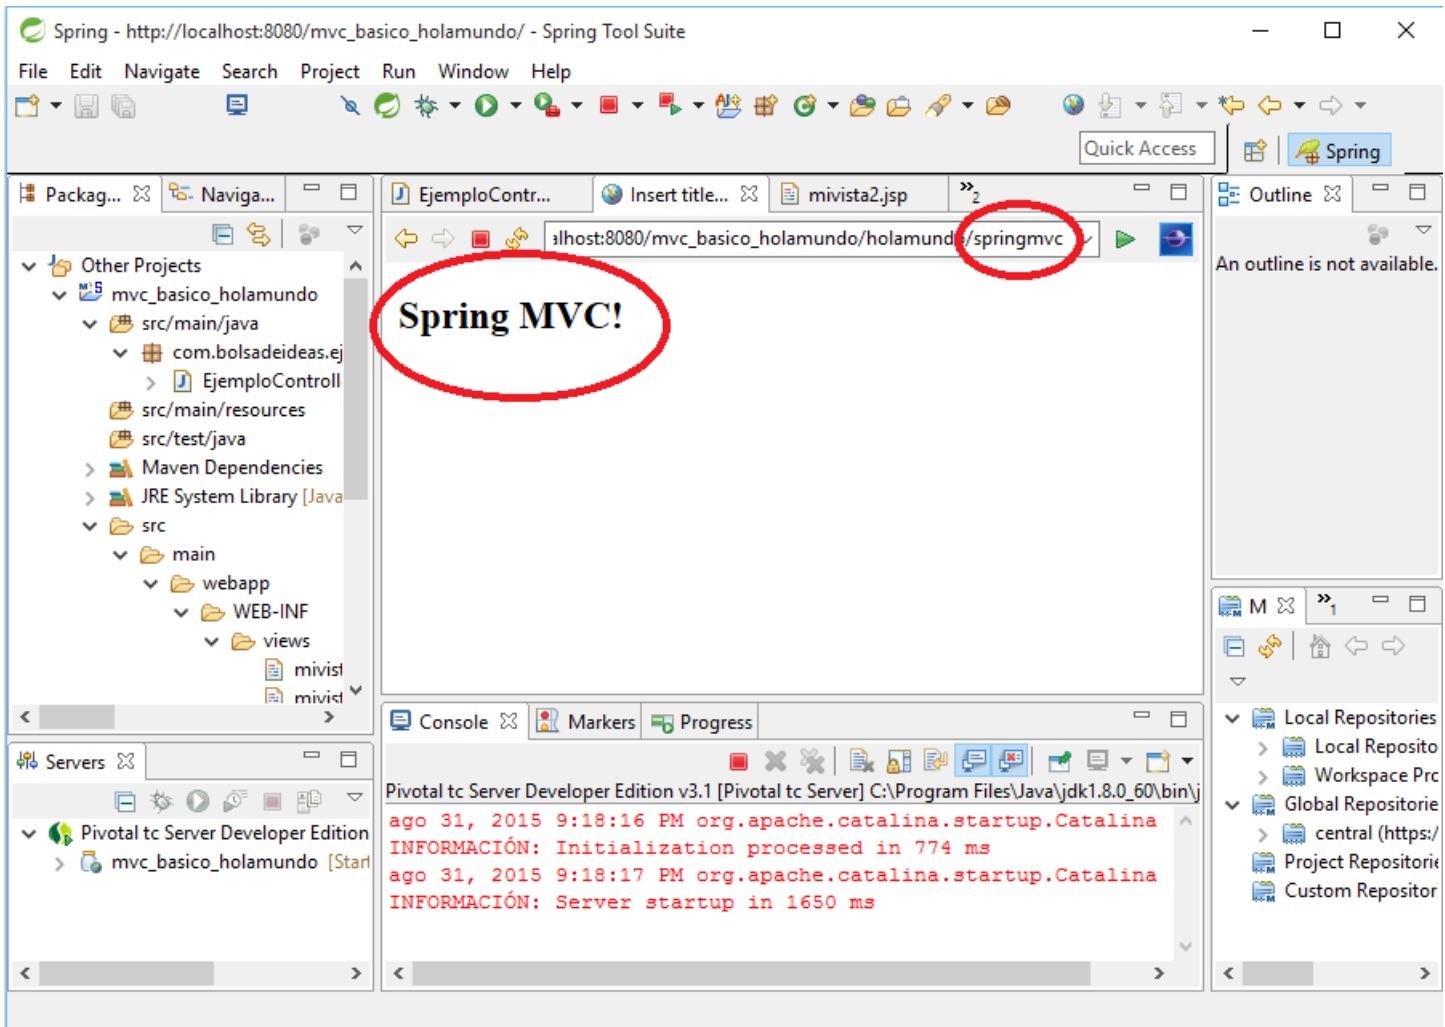 Spring - http://localhost:8080/mvc_basico_holamundo/ - Spring Tool Suite
File Edit Navigate Search Project Run Window Help
Quick Access
Spring
Packag...
Naviga...
Other Projects
mvc_basico_holamundo
src/main/java
com.bolsadeideas.ej
EjemploControll
src/main/resources
src/test/java
Maven Dependencies
JRE System Library [Java
src
main
webapp
WEB-INF
views
mivist
mivist
Servers
Pivotal tc Server Developer Edition
mvc_basico_holamundo [Start
EjemploContr...
Insert title...
mivista2.jsp
»2
alhost:8080/mvc_basico_holamundo/holamundo/springmvc
Spring MVC!
Console
Markers
Progress
Pivotal tc Server Developer Edition v3.1 [Pivotal tc Server] C:\Program Files\Java\jdk1.8.0_60\bin\j
ago 31, 2015 9:18:16 PM org.apache.catalina.startup.Catalina
INFORMACIÓN: Initialization processed in 774 ms
ago 31, 2015 9:18:17 PM org.apache.catalina.startup.Catalina
INFORMACIÓN: Server startup in 1650 ms
Outline
An outline is not available.
M
»1
Local Repositories
Local Reposito
Workspace Prc
Global Repositorie
central (https:/
Project Repositorie
Custom Repositor